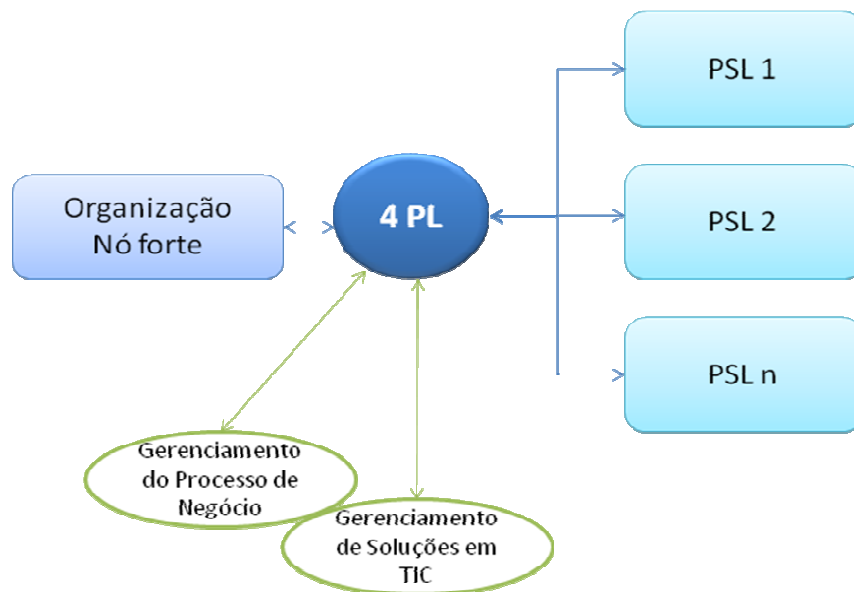 PSL 1
Organização
Nó forte
4 PL
PSL 2
PSL n
Gerenciamento
do Processo de
Negócio
Gerenciamento
de Soluções em
TIC